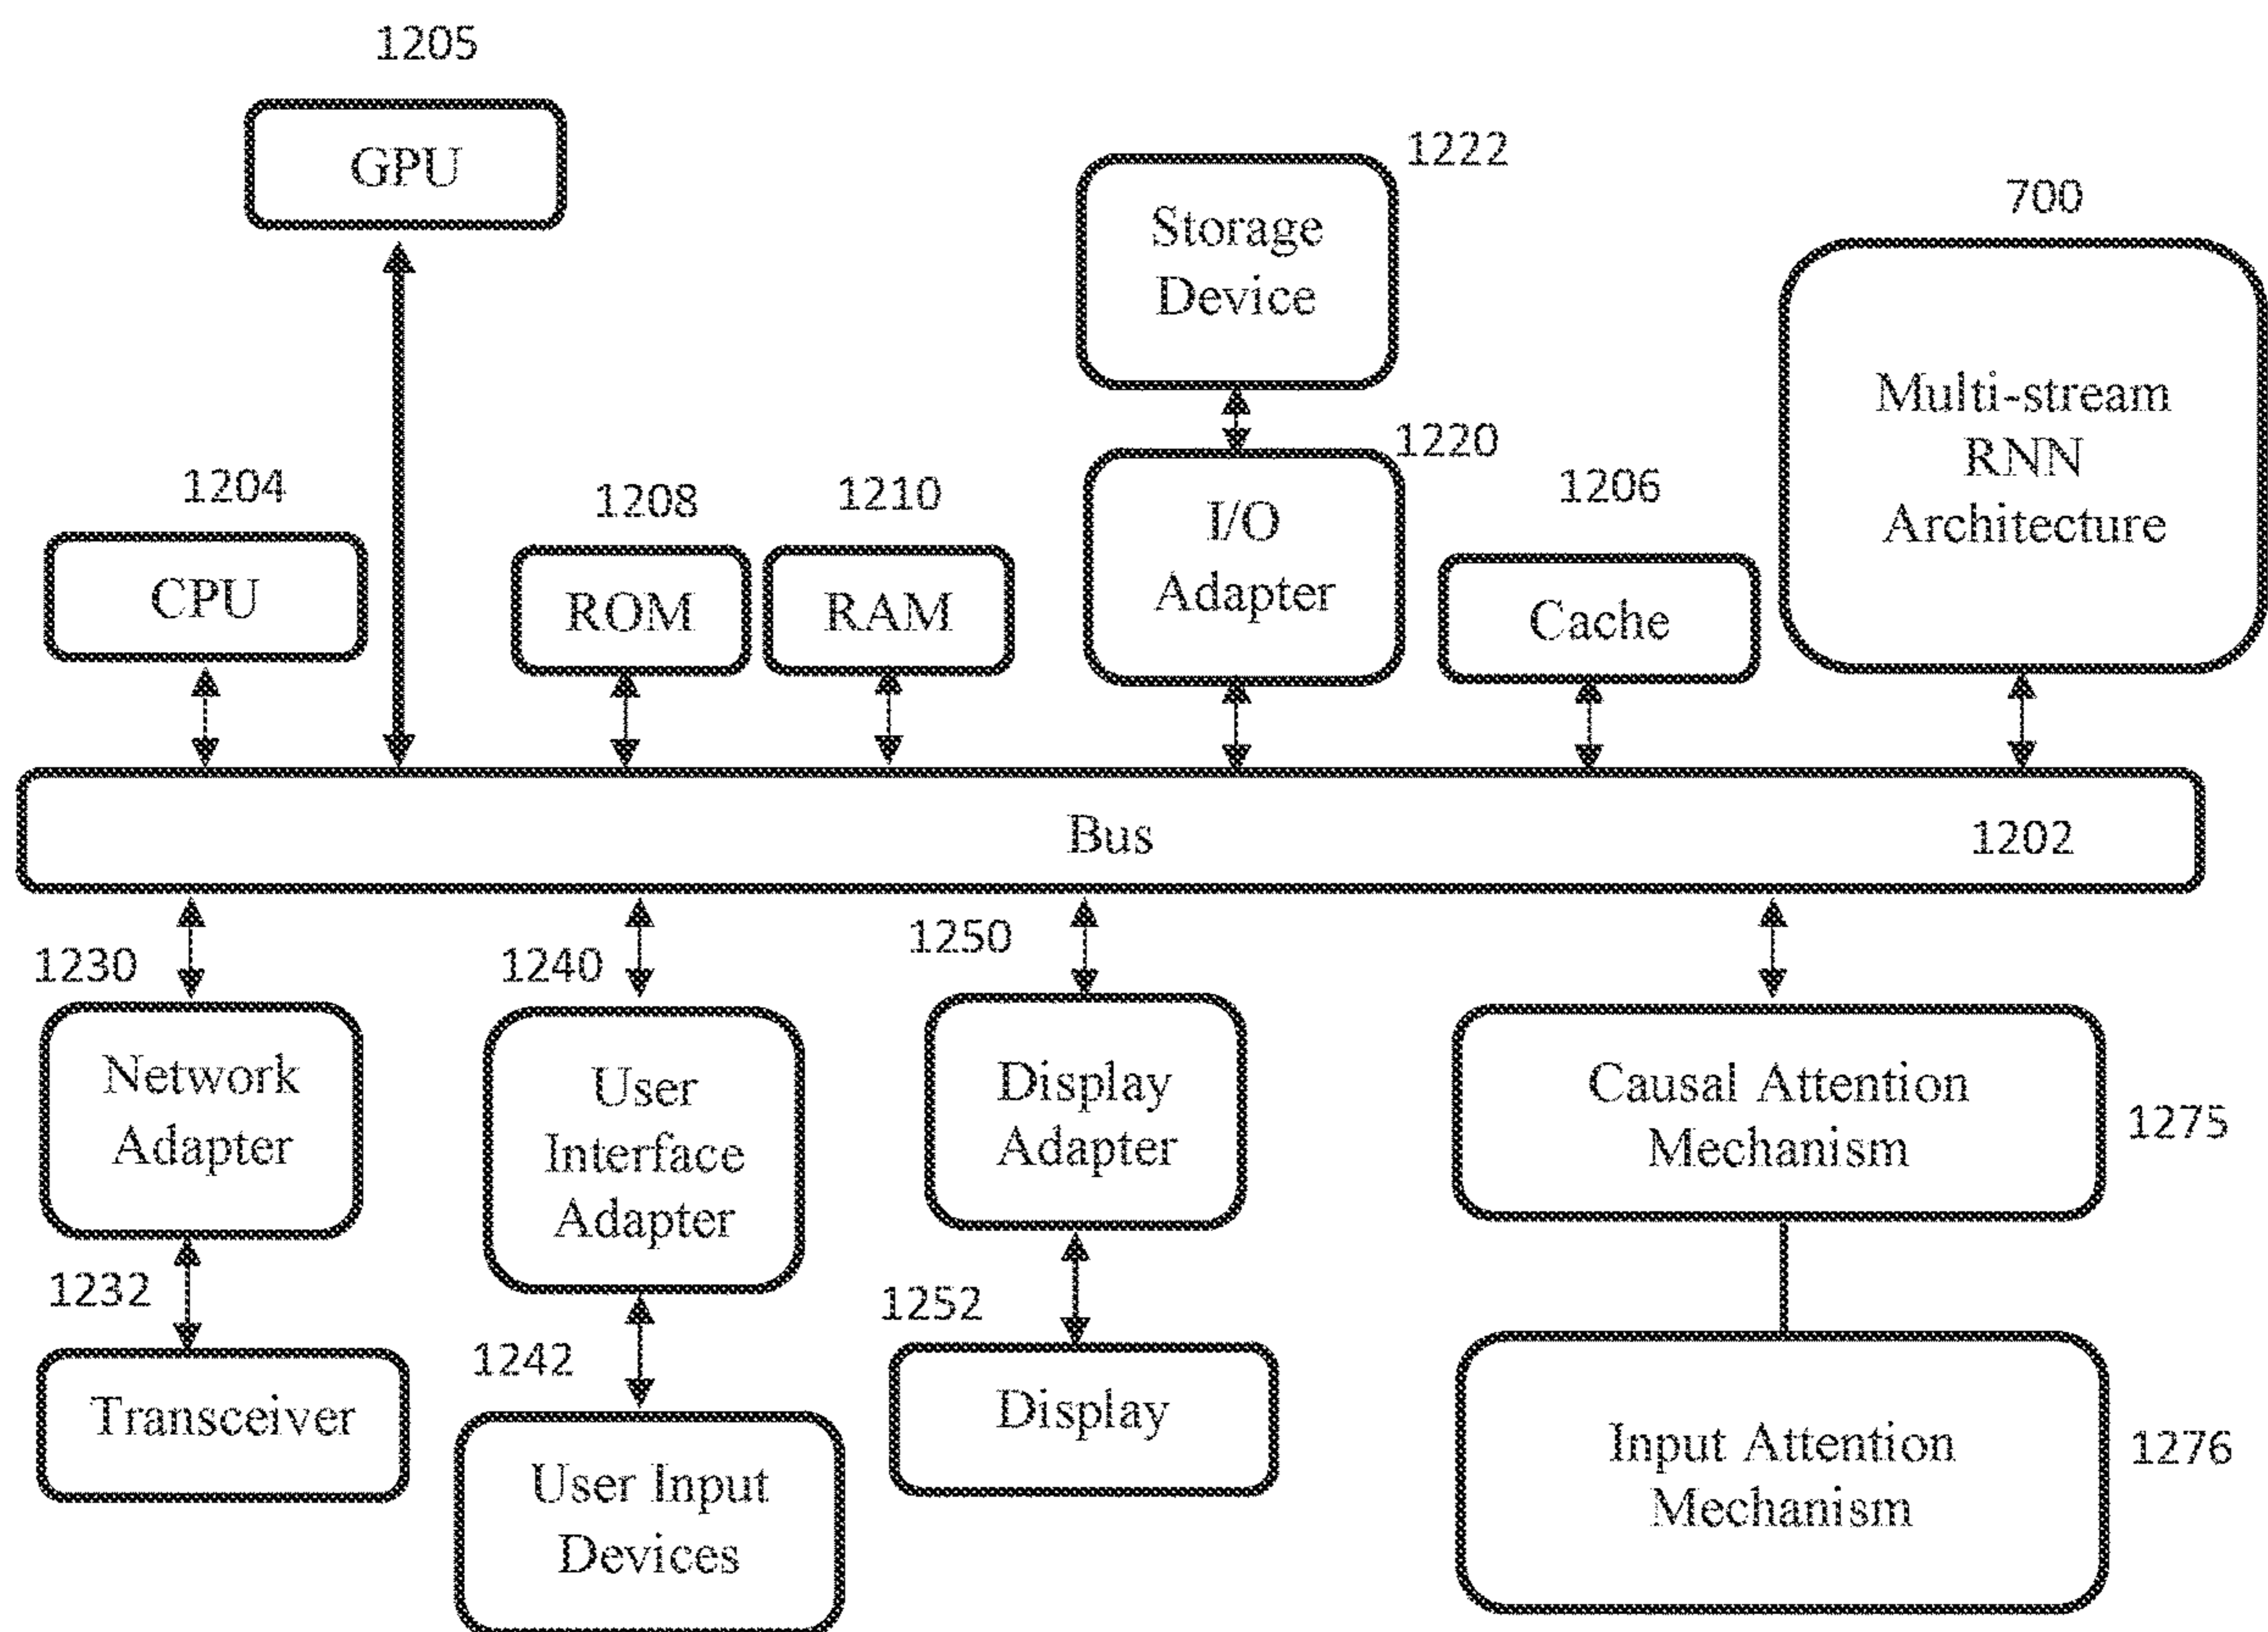 1205
GPU
1222
Storage
Device
700
Multi-stream
RNN
Architecture
1220
I/O
Adapter
1204
CPU
1208
ROM
1210
RAM
1206
Cache
Bus
1202
1230
Network
Adapter
1240
User
Interface
Adapter
1250
Display
Adapter
Causal Attention
Mechanism
1275
1232
Transceiver
1242
User Input
Devices
1252
Display
Input Attention
Mechanism
1276